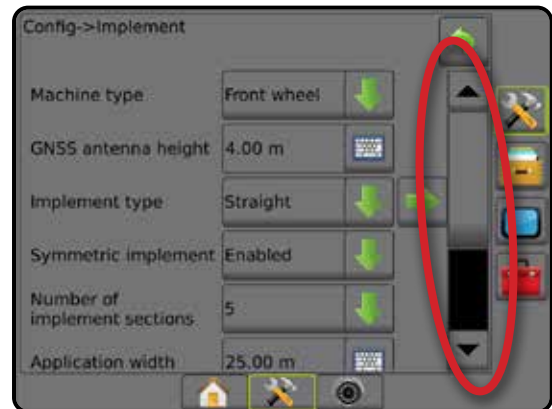 Config->Implement
Machine type Front wheel
GNSS antenna height 4.00 m
Implement type Straight
Symmetric implement Enabled
Number of
implement sections 5
Application width 25.00 m